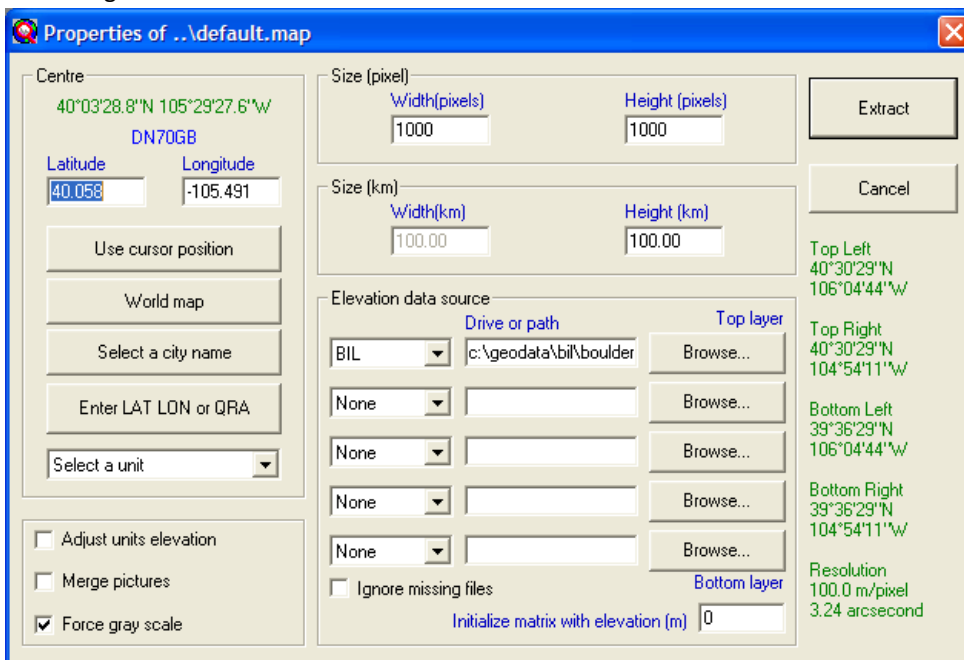 Properties of ..\default.map
Centre
40°03'28.8''N 105°29'27.6''W
DN70GB
Latitude Longitude
40.058 -105.491
Use cursor position
World map
Select a city name
Enter LAT LON or QRA
Select a unit
Adjust units elevation
Merge pictures
Force gray scale
Size (pixel)
Width(pixels) Height (pixels)
1000 1000
Size (km)
Width(km) Height (km)
100.00 100.00
Elevation data source
Drive or path Top layer
BIL c:\geodata\bil\boulder Browse...
None Browse...
None Browse...
None Browse...
None Browse...
Ignore missing files Bottom layer
Initialize matrix with elevation (m) 0
Extract
Cancel
Top Left
40°30'29''N
106°04'44''W
Top Right
40°30'29''N
104°54'11''W
Bottom Left
39°36'29''N
106°04'44''W
Bottom Right
39°36'29''N
104°54'11''W
Resolution
100.0 m/pixel
3.24 arcsecond